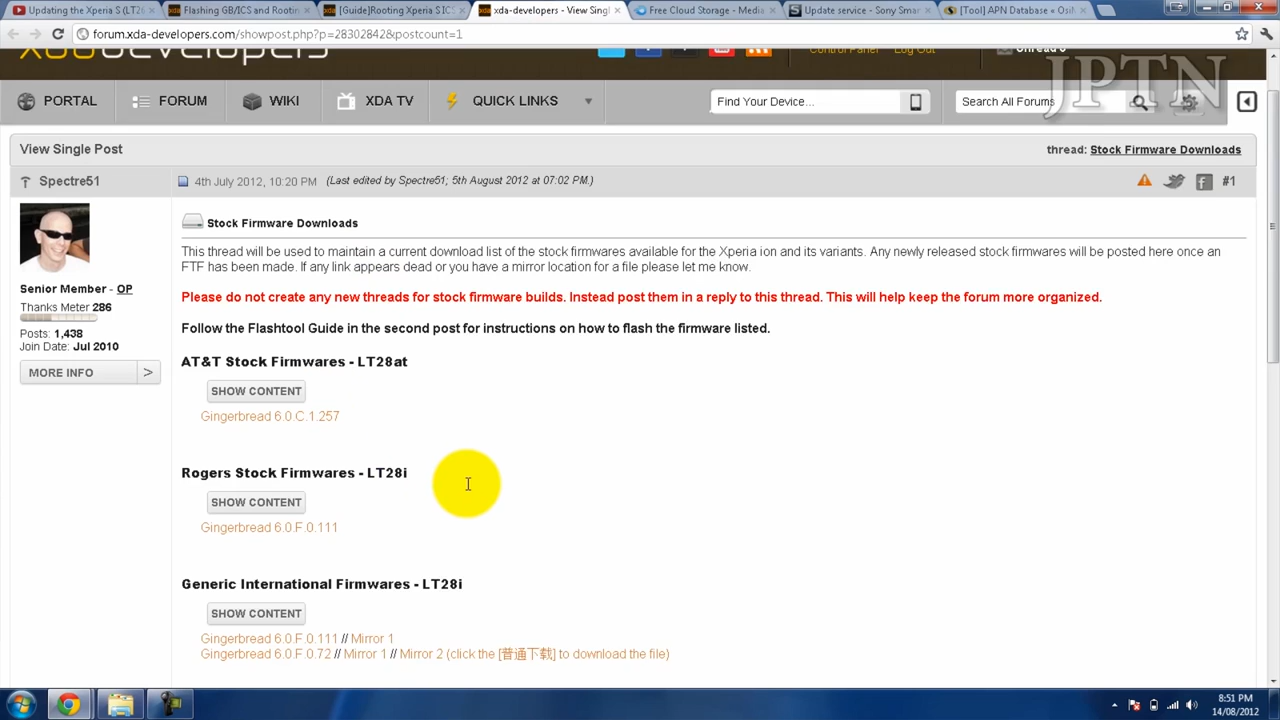 Updating the Xperia S (LT26
Flashing GB/ICS and Rootin
[Guide]Rooting Xperia S ICS
xda-developers - View Singl
Free Cloud Storage - Media
Update service - Sony Smar
[Tool] APN Database « Osi
forum.xda-developers.com/showpost.php?p=28302842&postcount=1
xda developers
Control Panel
Log Out
Unread 0
JPTN
PORTAL
FORUM
WIKI
XDA TV
QUICK LINKS
Find Your Device...
Search All Forums
View Single Post
thread: Stock Firmware Downloads
Spectre51
4th July 2012, 10:20 PM (Last edited by Spectre51; 5th August 2012 at 07:02 PM.)
#1
Senior Member - OP
Thanks Meter 286
Posts: 1,438
Join Date: Jul 2010
MORE INFO >
Stock Firmware Downloads
This thread will be used to maintain a current download list of the stock firmwares available for the Xperia ion and its variants. Any newly released stock firmwares will be posted here once an
FTF has been made. If any link appears dead or you have a mirror location for a file please let me know.
Please do not create any new threads for stock firmware builds. Instead post them in a reply to this thread. This will help keep the forum more organized.
Follow the Flashtool Guide in the second post for instructions on how to flash the firmware listed.
AT&T Stock Firmwares - LT28at
SHOW CONTENT
Gingerbread 6.0.C.1.257
Rogers Stock Firmwares - LT28i
SHOW CONTENT
Gingerbread 6.0.F.0.111
Generic International Firmwares - LT28i
SHOW CONTENT
Gingerbread 6.0.F.0.111 // Mirror 1
Gingerbread 6.0.F.0.72 // Mirror 1 // Mirror 2 (click the [普通下载] to download the file)
8:51 PM
14/08/2012